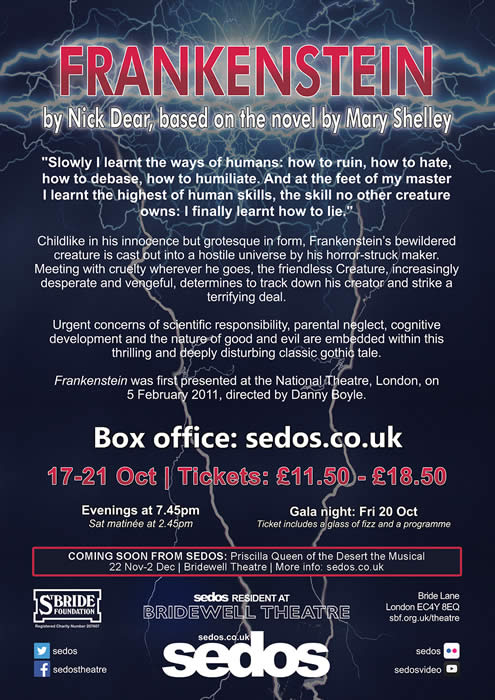 FRANKENSTEIN
by Nick Dear, based on the novel by Mary Shelley
"Slowly I learnt the ways of humans: how to ruin, how to hate,
how to debase, how to humiliate. And at the feet of my master
I learnt the highest of human skills, the skill no other creature
owns: I finally learnt how to lie."
Childlike in his innocence but grotesque in form, Frankenstein's bewildered
creature is cast out into a hostile universe by his horror-struck maker.
Meeting with cruelty wherever he goes, the friendless Creature, increasingly
desperate and vengeful, determines to track down his creator and strike a
terrifying deal.
Urgent concerns of scientific responsibility, parental neglect, cognitive
development and the nature of good and evil are embedded within this
thrilling and deeply disturbing classic gothic tale.
Frankenstein was first presented at the National Theatre, London, on
5 February 2011, directed by Danny Boyle.
Box office: sedos.co.uk
17-21 Oct | Tickets: £11.50 - £18.50
Evenings at 7.45pm
Sat matinée at 2.45pm
Gala night: Fri 20 Oct
Ticket includes a glass of fizz and a programme
COMING SOON FROM SEDOS: Priscilla Queen of the Desert the Musical
22 Nov-2 Dec | Bridewell Theatre | More info: sedos.co.uk
ST BRIDE
FOUNDATION
Registered Charity Number 207607
sedos RESIDENT AT
BRIDEWELL THEATRE
Bride Lane
London EC4Y 8EQ
sbf.org.uk/theatre
sedos
sedostheatre
sedos.co.uk
sedos
sedos
sedosvideo